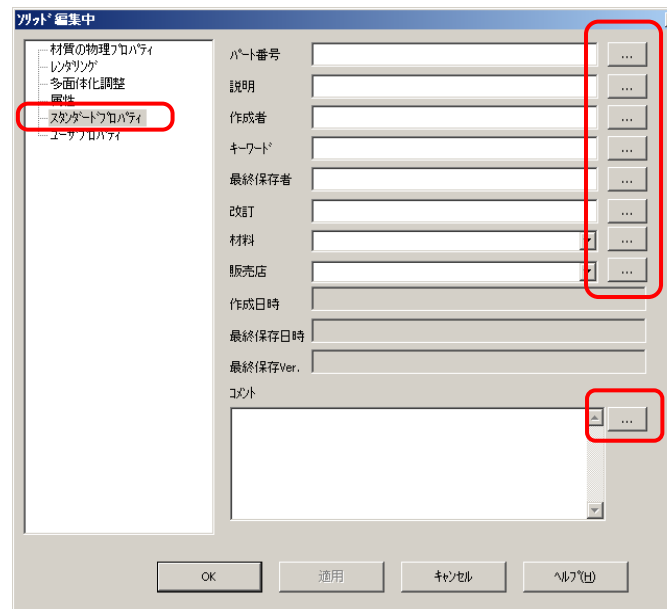 ｿﾘｯﾄﾞ編集中
材質の物理ﾌﾟﾛﾊﾟﾃｨ
ﾚﾝﾀﾞﾘﾝｸﾞ
多面体化調整
属性
ｽﾀﾝﾀﾞｰﾄﾞﾌﾟﾛﾊﾟﾃｨ
ﾕｰｻﾞﾌﾟﾛﾊﾟﾃｨ
ﾊﾟｰﾄ番号 ...
説明 ...
作成者 ...
ｷｰﾜｰﾄﾞ ...
最終保存者 ...
改訂 ...
材料 ...
販売店 ...
作成日時
最終保存日時
最終保存Ver.
ｺﾒﾝﾄ
...
OK 適用 ｷｬﾝｾﾙ ﾍﾙﾌﾟ(H)